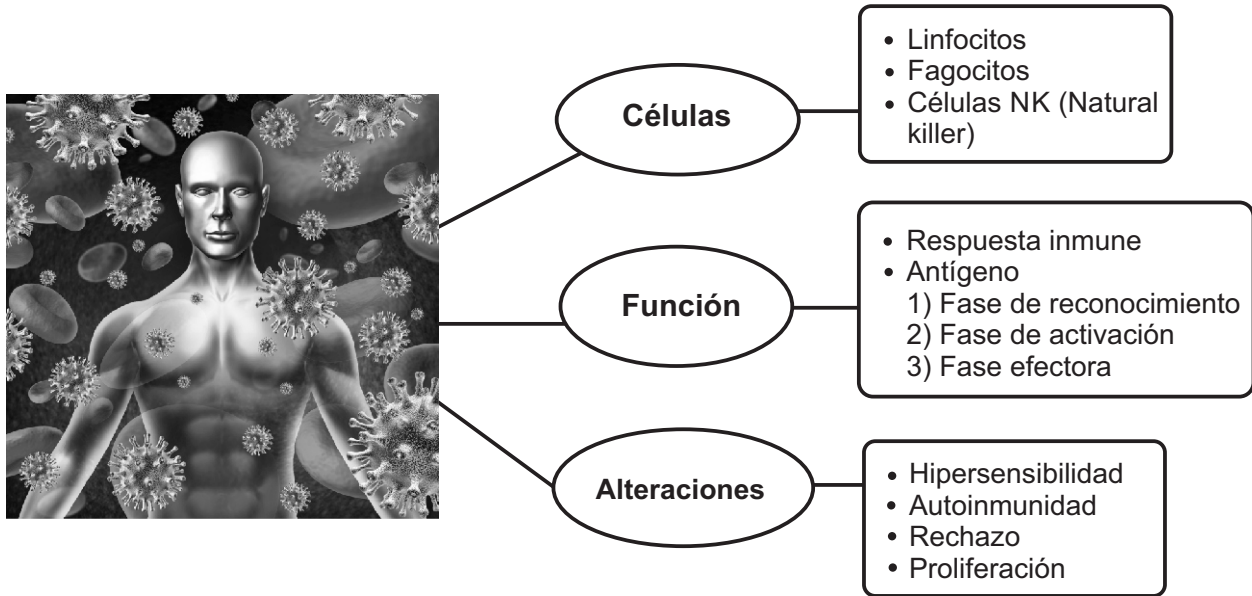 Células
• Linfocitos
• Fagocitos
• Células NK (Natural
killer)
Función
• Respuesta inmune
• Antígeno
1) Fase de reconocimiento
2) Fase de activación
3) Fase efectora
Alteraciones
• Hipersensibilidad
• Autoinmunidad
• Rechazo
• Proliferación